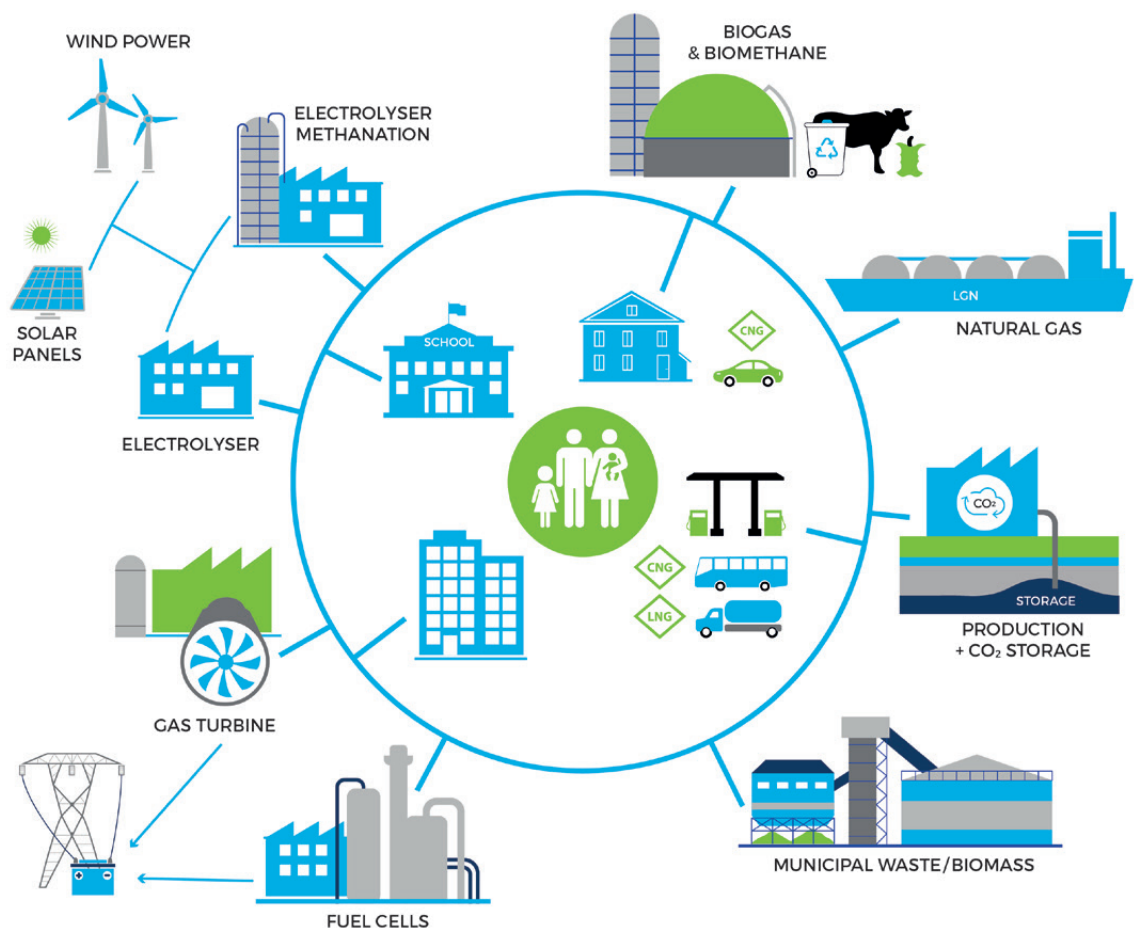 WIND POWER
ELECTROLYSER
METHANATION
BIOGAS
& BIOMETHANE
SOLAR
PANELS
SCHOOL
CNG
LGN
NATURAL GAS
ELECTROLYSER
CO₂
STORAGE
PRODUCTION
+ CO₂ STORAGE
CNG
LNG
GAS TURBINE
+ −
FUEL CELLS
MUNICIPAL WASTE/BIOMASS